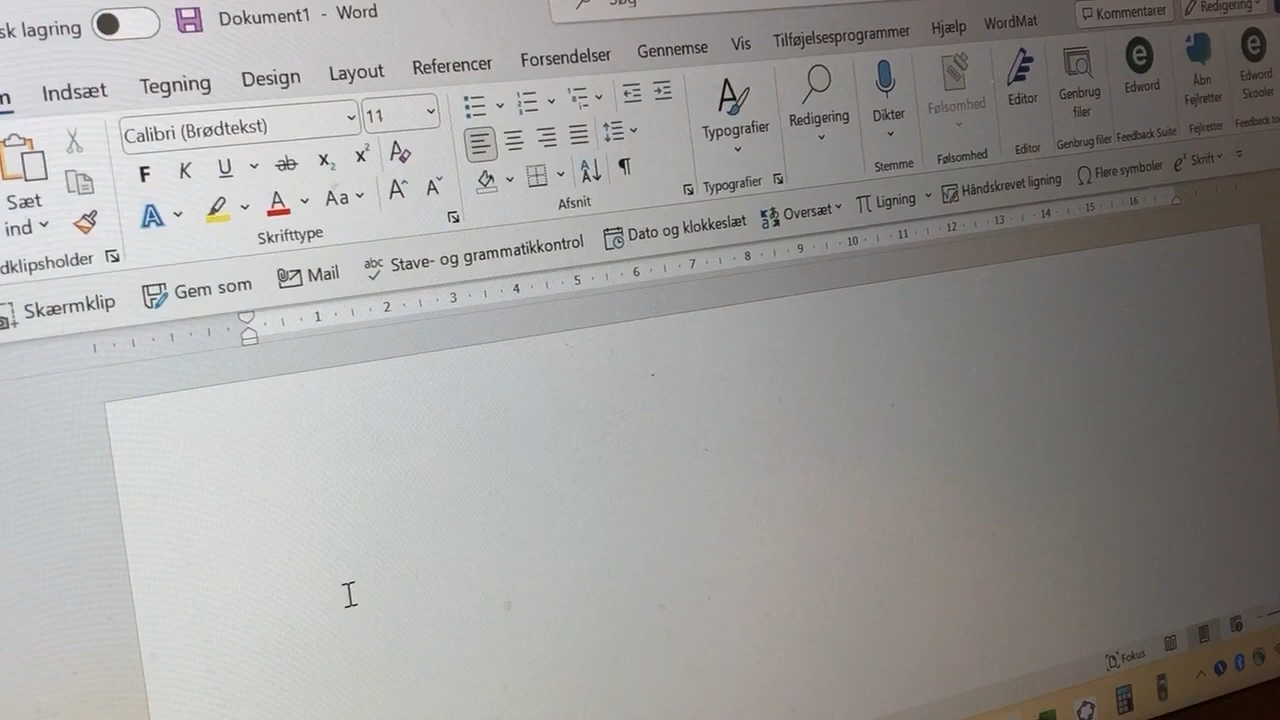 sk lagring Dokument1 - Word
Kommentarer Redigering
Indsæt Tegning Design Layout Referencer Forsendelser Gennemse Vis Tilføjelsesprogrammer Hjælp WordMat
Calibri (Brødtekst) 11
F K U ab x₂ x² A
Sæt ind
A A Aa A A
dklipsholder Skrifttype Afsnit
Typografier
Typografier
Redigering
Dikter
Stemme
Følsomhed
Følsomhed
Editor
Editor
Genbrug filer
Genbrug filer
Edword
Feedback Suite
Åbn Fejlretter
Fejlretter
Edword Skoler
Skærmklip Gem som Mail abc Stave- og grammatikkontrol Dato og klokkeslæt Oversæt Ligning Håndskrevet ligning Flere symboler Skrift
1 2 3 4 5 6 7 8 9 10 11 12 13 14 15 16
Fokus